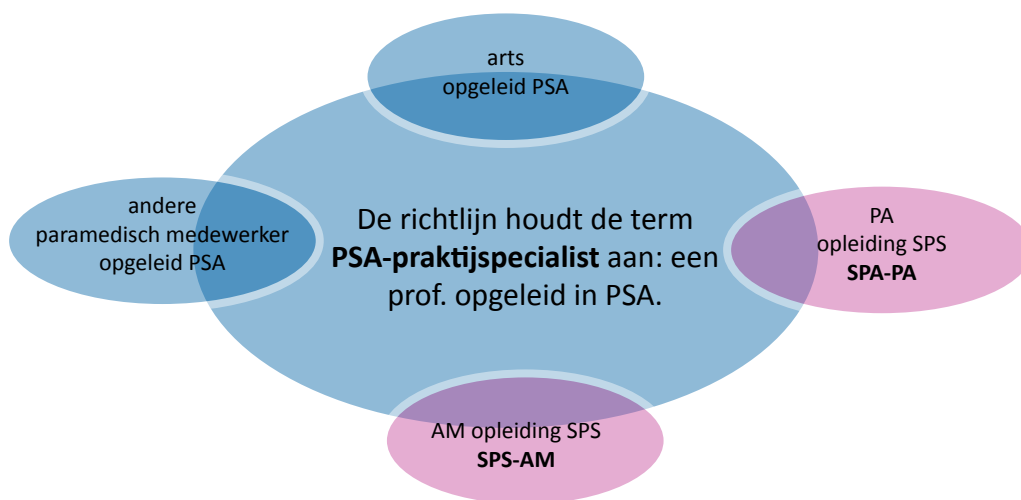 arts
opgeleid PSA
andere
paramedisch medewerker
opgeleid PSA
De richtlijn houdt de term
PSA-praktijspecialist aan: een
prof. opgeleid in PSA.
PA
opleiding SPS
SPA-PA
AM opleiding SPS
SPS-AM